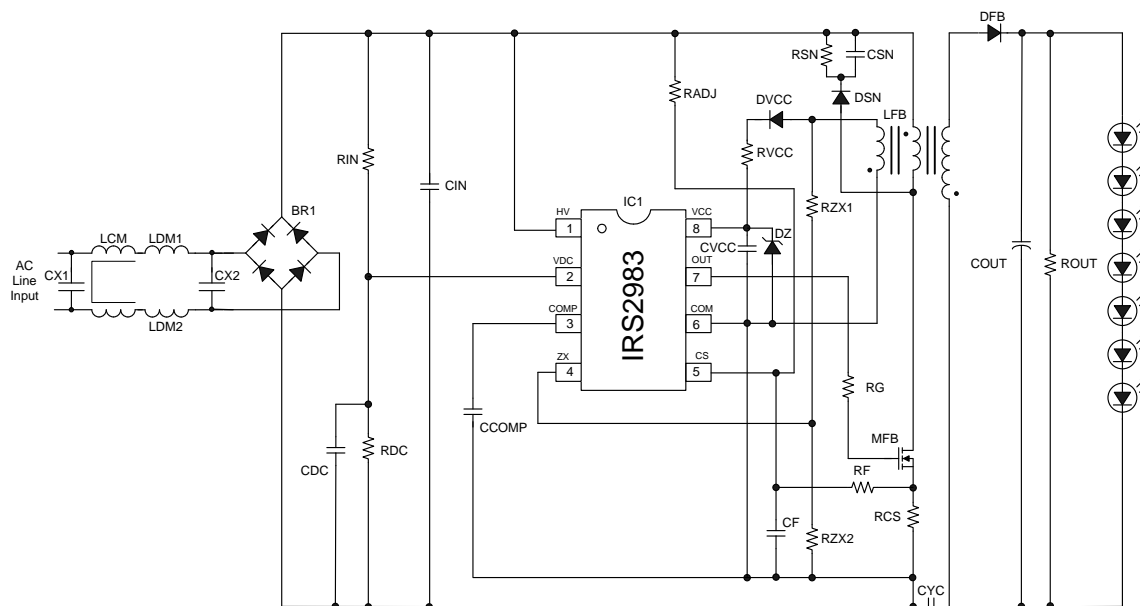 DFB
RSN
CSN
RADJ
DVCC
DSN
LFB
RVCC
RIN
CIN
RZX1
IC1
BR1
HV
VCC
1
8
DZ
LCM
LDM1
CVCC
AC
Line
Input
CX1
CX2
VDC
OUT
2
7
COUT
ROUT
LDM2
COMP
COM
3
6
IRS2983
ZX
CS
4
5
RG
CCOMP
MFB
CDC
RDC
RF
RCS
CF
RZX2
CYC